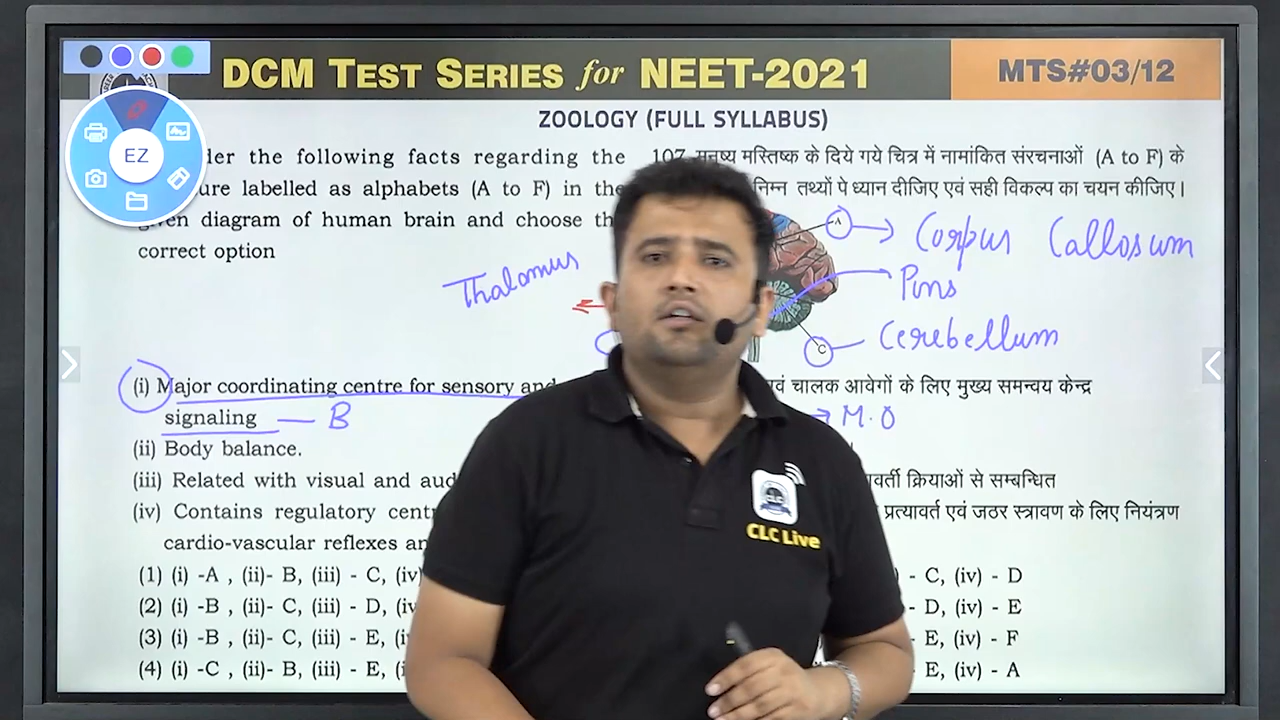 DCM TEST SERIES for NEET-2021
MTS#03/12
ZOOLOGY (FULL SYLLABUS)
EZ
der the following facts regarding the
ure labelled as alphabets (A to F) in the
given diagram of human brain and choose th
correct option
107. मनुष्य मस्तिष्क के दिये गये चित्र में नामांकित संरचनाओं (A to F) के
निम्न तथ्यों पे ध्यान दीजिए एवं सही विकल्प का चयन कीजिए।
A
Corpus Callosum
Thalamus
Pins
C
Cerebellum
(i) Major coordinating centre for sensory and
signaling — B
(ii) Body balance.
(iii) Related with visual and aud
(iv) Contains regulatory centr
cardio-vascular reflexes an
(1) (i) -A , (ii)- B, (iii) - C, (iv)
(2) (i) -B , (ii)- C, (iii) - D, (iv
(3) (i) -B , (ii)- C, (iii) - E, (i
(4) (i) -C , (ii)- B, (iii) - E, (i
एवं चालक आवेगों के लिए मुख्य समन्वय केन्द्र
M.O
वर्ती क्रियाओं से सम्बन्धित
प्रत्यावर्त एवं जठर स्त्रावण के लिए नियंत्रण
- C, (iv) - D
- D, (iv) - E
E, (iv) - F
E, (iv) - A
CLC
CLC Live